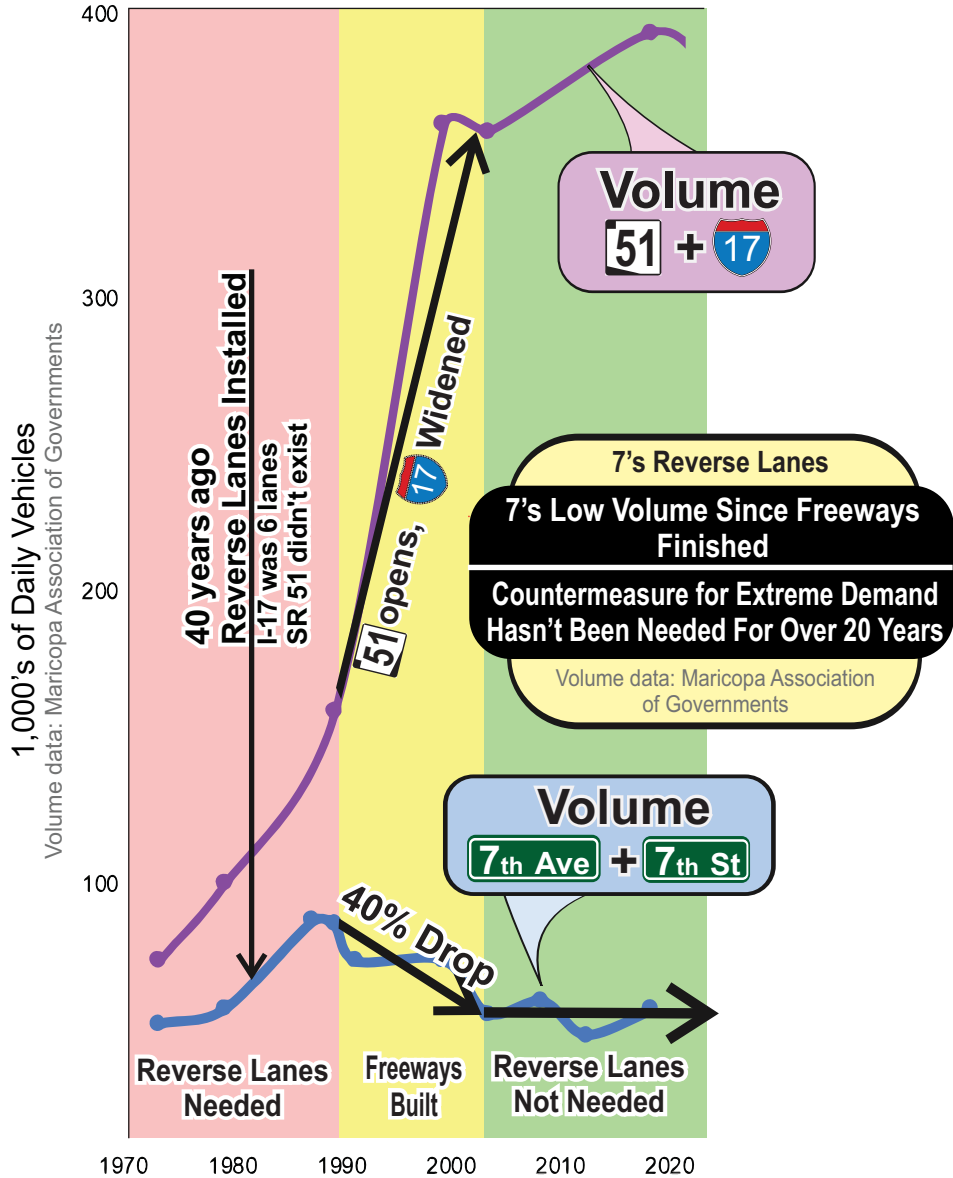 400
300
200
100
1,000's of Daily Vehicles
Volume data: Maricopa Association of Governments
40 years ago
Reverse Lanes Installed
I-17 was 6 lanes
SR 51 didn't exist
51 opens, 17 Widened
Volume
51 + 17
7's Reverse Lanes
7's Low Volume Since Freeways
Finished
Countermeasure for Extreme Demand
Hasn't Been Needed For Over 20 Years
Volume data: Maricopa Association
of Governments
Volume
7th Ave + 7th St
40% Drop
Reverse Lanes
Needed
Freeways
Built
Reverse Lanes
Not Needed
1970 1980 1990 2000 2010 2020